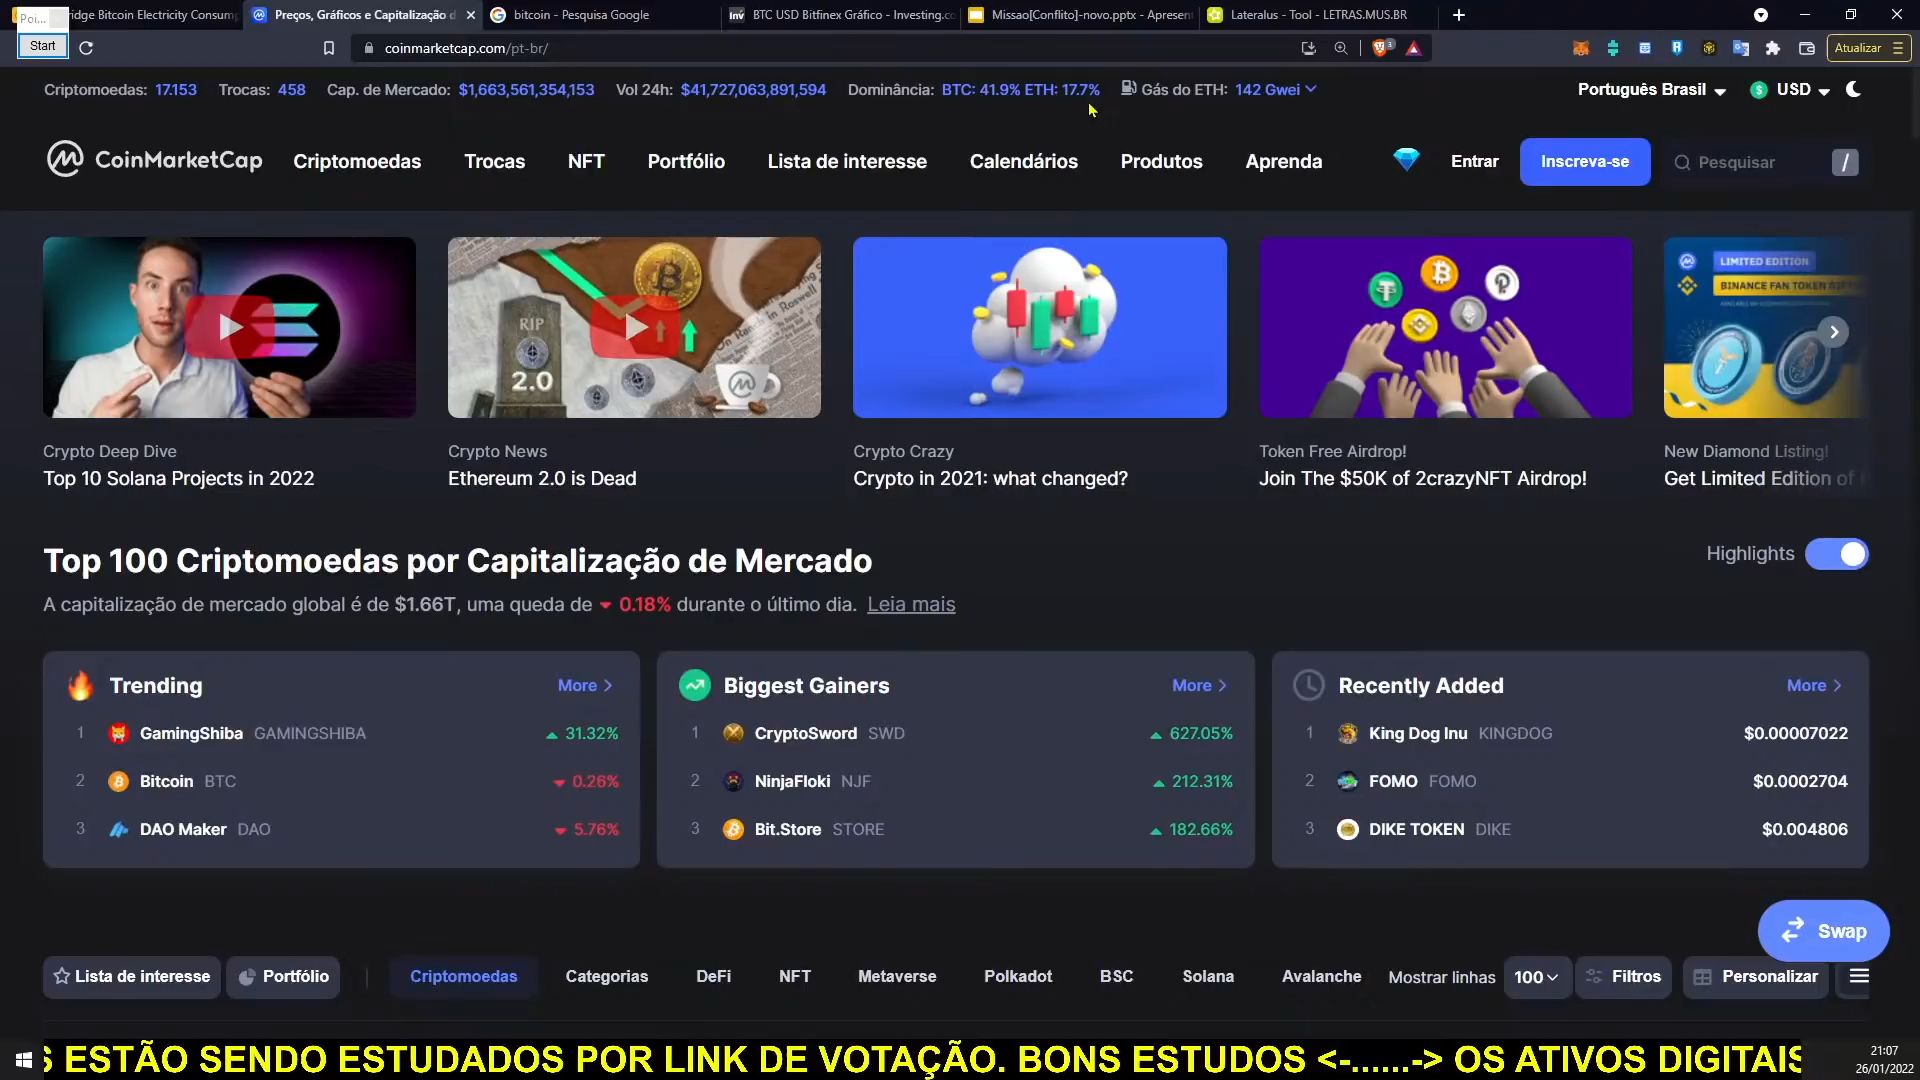 Poi...
Start
ridge Bitcoin Electricity Consump
Preços, Gráficos e Capitalização d
bitcoin - Pesquisa Google
Inv BTC USD Bitfinex Gráfico - Investing.co
Missao[Conflito]-novo.pptx - Apresen
Lateralus - Tool - LETRAS.MUS.BR
coinmarketcap.com/pt-br/
3
Atualizar
Criptomoedas: 17.153 Trocas: 458 Cap. de Mercado: $1,663,561,354,153 Vol 24h: $41,727,063,891,594 Dominância: BTC: 41.9% ETH: 17.7% Gás do ETH: 142 Gwei
Português Brasil $ USD
CoinMarketCap Criptomoedas Trocas NFT Portfólio Lista de interesse Calendários Produtos Aprenda Entrar Inscreva-se Pesquisar /
RIP
2.0
LIMITED EDITION
BINANCE FAN TOKEN GIFT
Crypto Deep Dive
Top 10 Solana Projects in 2022
Crypto News
Ethereum 2.0 is Dead
Crypto Crazy
Crypto in 2021: what changed?
Token Free Airdrop!
Join The $50K of 2crazyNFT Airdrop!
New Diamond Listing!
Get Limited Edition of
Top 100 Criptomoedas por Capitalização de Mercado
Highlights
A capitalização de mercado global é de $1.66T, uma queda de 0.18% durante o último dia. Leia mais
Trending More >
1 GamingShiba GAMINGSHIBA 31.32%
2 Bitcoin BTC 0.26%
3 DAO Maker DAO 5.76%
Biggest Gainers More >
1 CryptoSword SWD 627.05%
2 NinjaFloki NJF 212.31%
3 Bit.Store STORE 182.66%
Recently Added More >
1 King Dog Inu KINGDOG $0.00007022
2 FOMO FOMO $0.0002704
3 DIKE TOKEN DIKE $0.004806
Swap
Lista de interesse Portfólio Criptomoedas Categorias DeFi NFT Metaverse Polkadot BSC Solana Avalanche Mostrar linhas 100 Filtros Personalizar
S ESTÃO SENDO ESTUDADOS POR LINK DE VOTAÇÃO. BONS ESTUDOS <-......-> OS ATIVOS DIGITAIS
21:07
26/01/2022